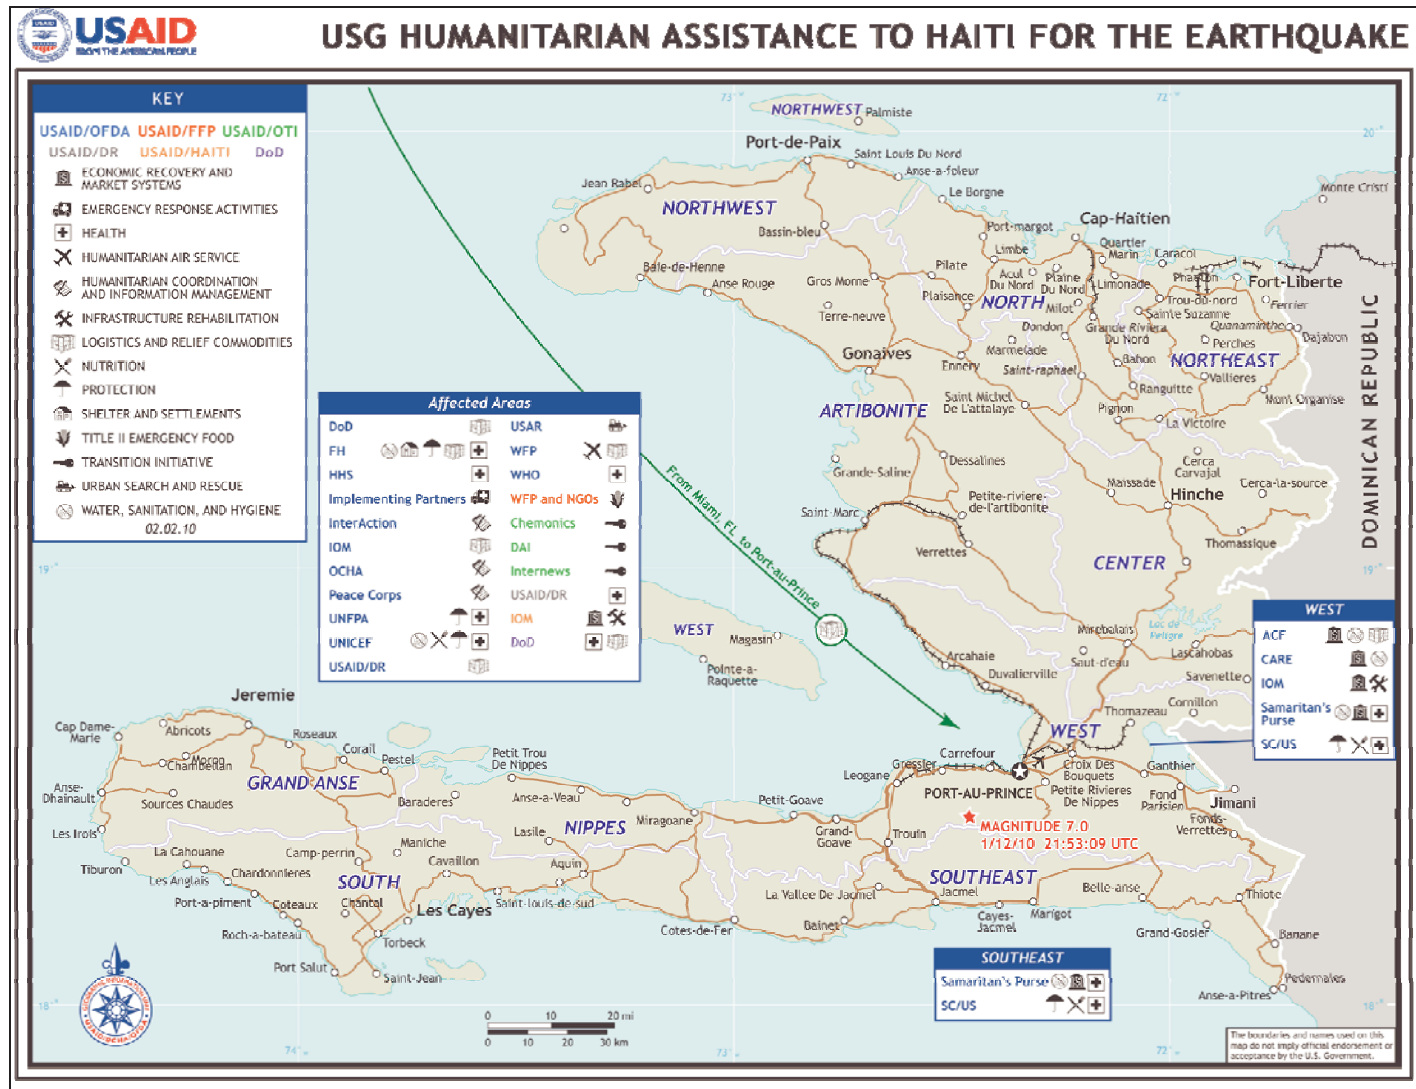 USAID
FROM THE AMERICAN PEOPLE
USG HUMANITARIAN ASSISTANCE TO HAITI FOR THE EARTHQUAKE
KEY
USAID/OFDA USAID/FFP USAID/OTI
USAID/DR USAID/HAITI DoD
ECONOMIC RECOVERY AND
MARKET SYSTEMS
EMERGENCY RESPONSE ACTIVITIES
HEALTH
HUMANITARIAN AIR SERVICE
HUMANITARIAN COORDINATION
AND INFORMATION MANAGEMENT
INFRASTRUCTURE REHABILITATION
LOGISTICS AND RELIEF COMMODITIES
NUTRITION
PROTECTION
SHELTER AND SETTLEMENTS
TITLE II EMERGENCY FOOD
TRANSITION INITIATIVE
URBAN SEARCH AND RESCUE
WATER, SANITATION, AND HYGIENE
02.02.10
Affected Areas
DoD USAR
FH WFP
HHS WHO
Implementing Partners WFP and NGOs
InterAction Chemonics
IOM DAI
OCHA Internews
Peace Corps USAID/DR
UNFPA IOM
UNICEF DoD
USAID/DR
From Miami, FL to Port-au-Prince
73°
72°
20°
NORTHWEST
Palmiste
Port-de-Paix
Saint Louis Du Nord
Anse-a-foleur
Jean Rabel
Le Borgne
Monte Cristi
NORTHWEST
Cap-Haïtien
Bassin-bleu
Port-margot
Limbe
Quartier
Marin
Caracol
Baie-de-Henne
Anse Rouge
Gros Monne
Pilate
Acul
Du Nord
Plaine
Du Nord
Limonade
Fort-Liberte
Plaisance
NORTH
Milot
Trou-du-nord
Ferrier
Terre-neuve
Sainte Suzanne
Dondon
Grande Riviera
Du Nord
Quanaminthe
Dajabon
Perches
Gonaives
Marmelade
Bahon
NORTHEAST
Ennery
Saint-raphael
Vallieres
Ranguitte
Mont Organise
Saint Michel
De L'attalaye
ARTIBONITE
Pignon
La Victoire
DOMINICAN REPUBLIC
Grande-Saline
Dessalines
Cerca
Carvajal
Naissade
Hinche
Cerca-la-source
Petite-riviere-
de-l'artibonite
Saint-Marc
Verrettes
Thomassique
CENTER
19°
19°
WEST
Magasin
Pointe-a-
Raquette
Mirebalais
Lac de
Peligre
Saut-d'eau
Lascahobas
Arcahaie
Duvalierville
Savenette
Cornillon
Thomazeau
WEST
ACF
CARE
IOM
Samaritan's
Purse
SC/US
WEST
Jeremie
Cap Dame-
Marie
Abricots
Roseaux
Corail
Pestel
Petit Trou
De Nippes
Carrefour
Gressier
Leogane
Croix Des
Bouquets
Ganthier
Chambellan
GRAND ANSE
Anse-
Dhainault
Sources Chaudes
Baraderes
Anse-a-Veau
Petit-Goave
PORT-AU-PRINCE
Petite Rivieres
De Nippes
Fond
Parisien
Jimani
Les Irois
NIPPES
Miragoane
Grand-
Goave
Trouin
MAGNITUDE 7.0
1/12/10 21:53:09 UTC
Fonds-
Verrettes
Lasile
Maniche
La Cahouane
Camp-perrin
Cavaillon
Aquin
Tiburon
Les Anglais
Chardonnieres
SOUTH
La Vallee De Jacmel
SOUTHEAST
Jacmel
Belle-anse
Thiote
Port-a-piment
Coteaux
Chantal
Les Cayes
Saint-louis-de-sud
Cayes-
Jacmel
Marigot
Roch-a-bateau
Torbeck
Cotes-de-Fer
Bainet
Grand-Gosier
Banane
Port Salut
Saint-Jean
Pedernales
Anse-a-Pitres
SOUTHEAST
Samaritan's Purse
SC/US
18°
18°
0 10 20 mi
0 10 20 30 km
74°
73°
72°
The boundaries and names used on this
map do not imply official endorsement or
acceptance by the U.S. Government.